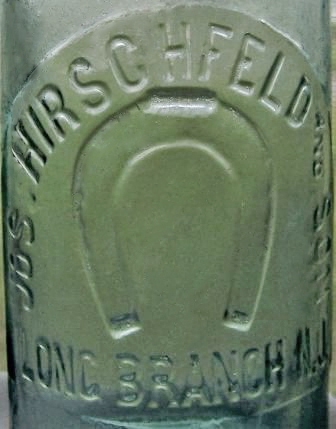 JOS. HIRSCHFELD AND SON
LONG BRANCH N.J.